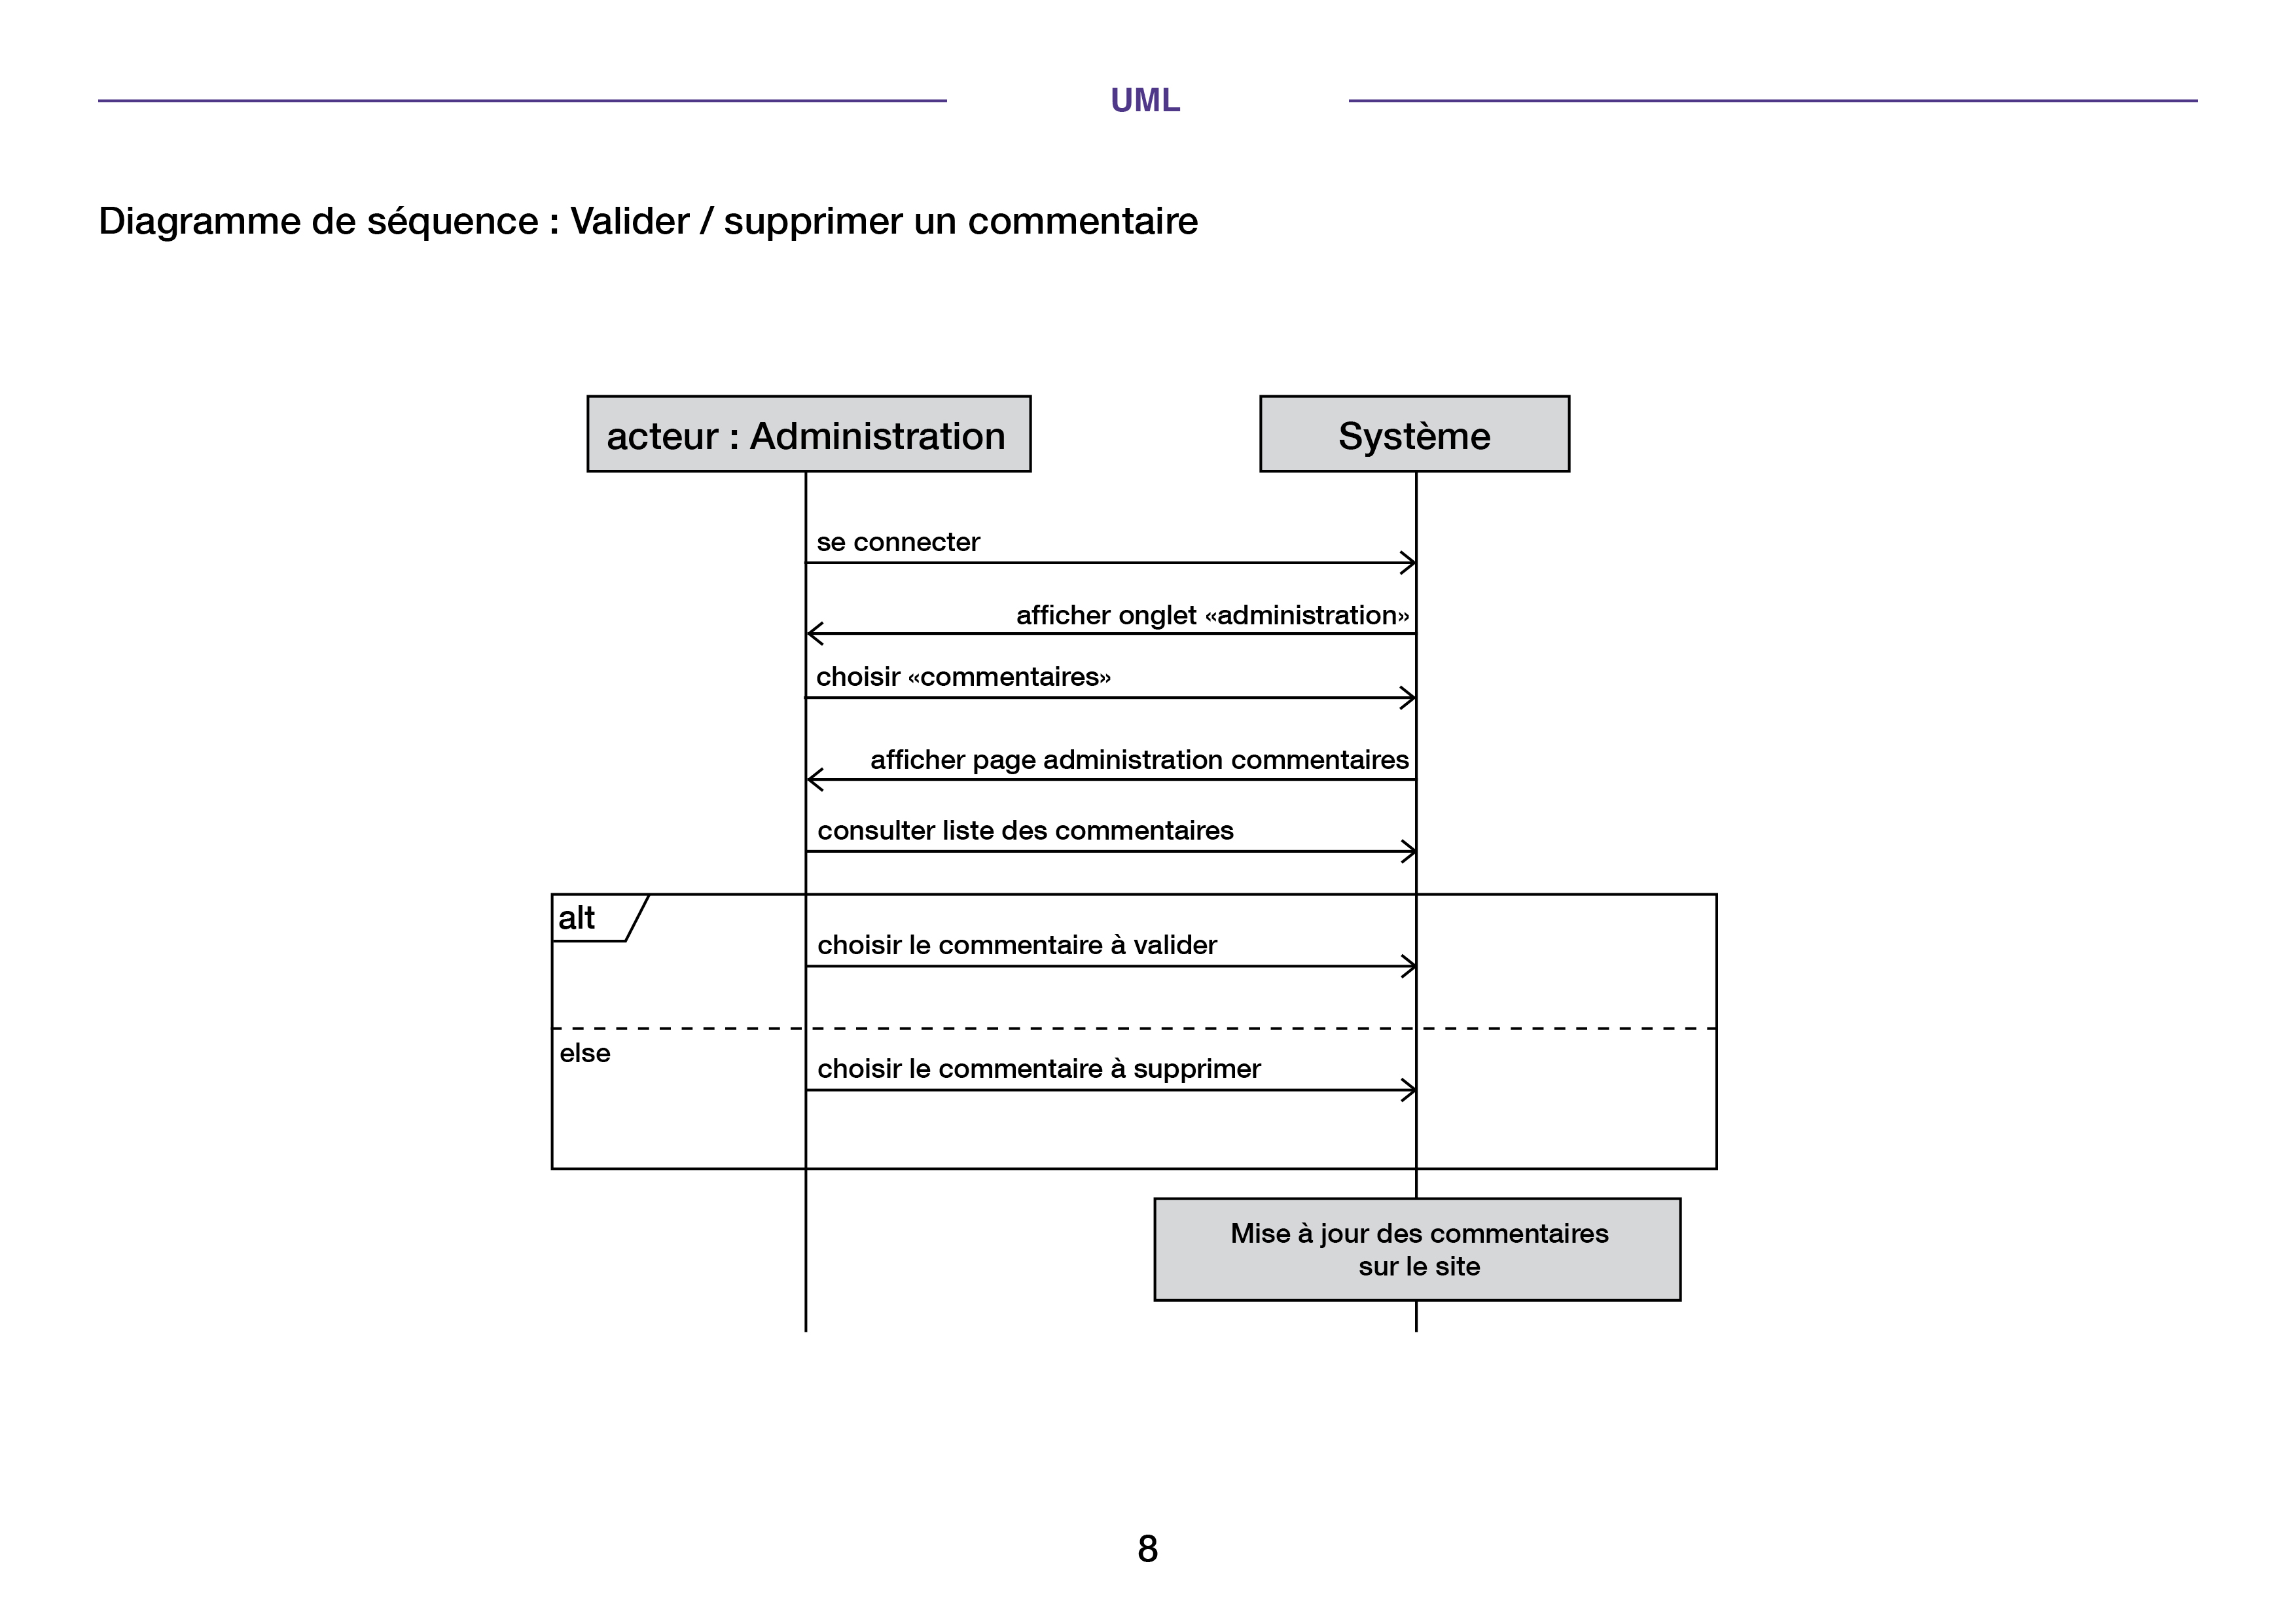 UML
Diagramme de séquence : Valider / supprimer un commentaire
acteur : Administration
Système
se connecter
afficher onglet «administration»
choisir «commentaires»
afficher page administration commentaires
consulter liste des commentaires
alt
choisir le commentaire à valider
else
choisir le commentaire à supprimer
Mise à jour des commentaires
sur le site
8